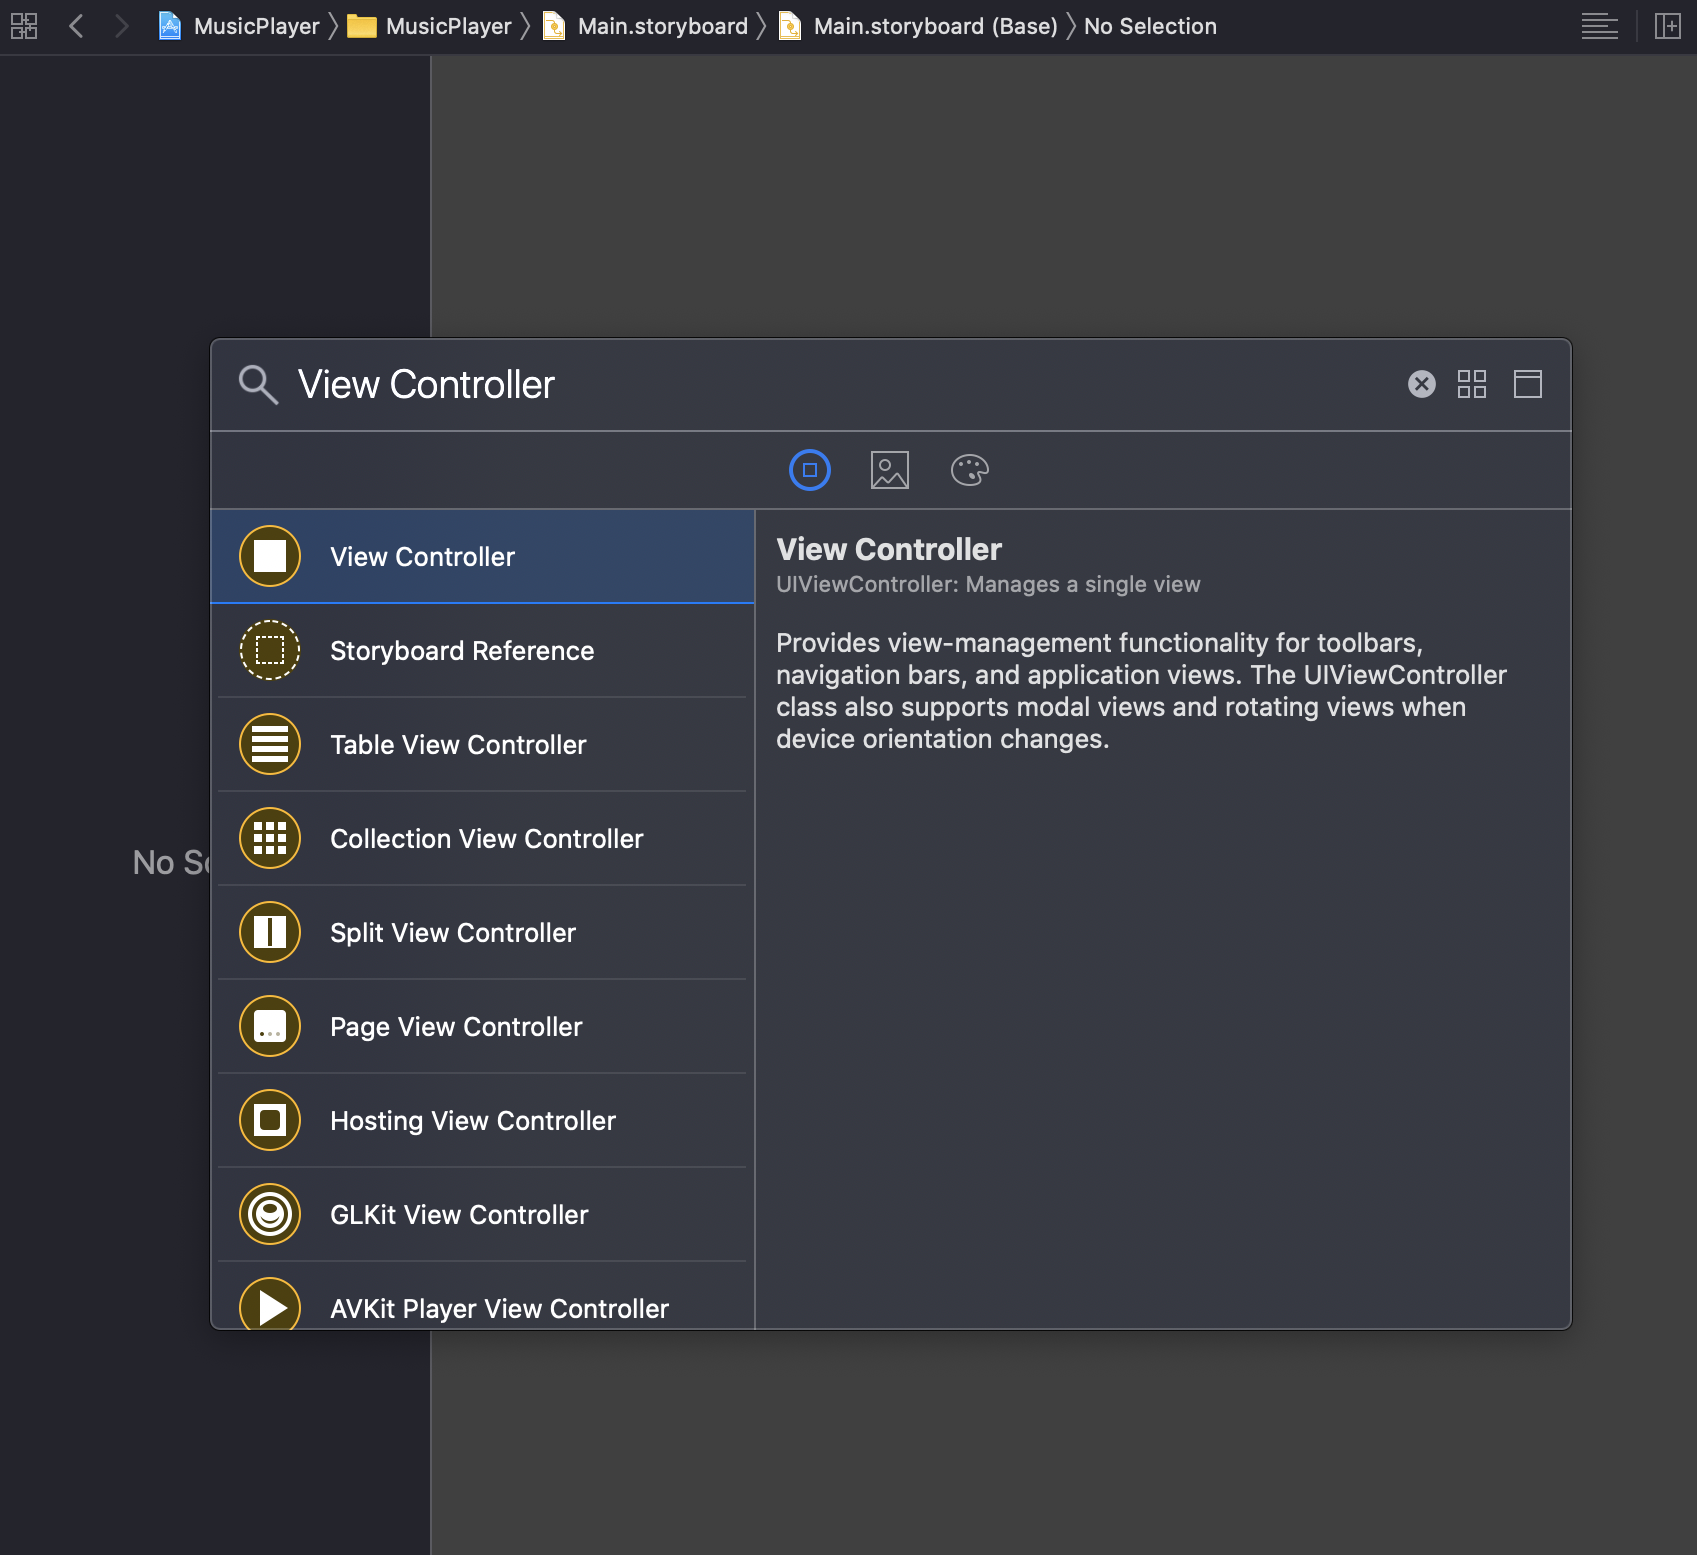 MusicPlayer MusicPlayer Main.storyboard Main.storyboard (Base) No Selection
View Controller
View Controller
Storyboard Reference
Table View Controller
Collection View Controller
No
Split View Controller
Page View Controller
Hosting View Controller
GLKit View Controller
AVKit Player View Controller
View Controller
UIViewController: Manages a single view
Provides view-management functionality for toolbars,
navigation bars, and application views. The UIViewController
class also supports modal views and rotating views when
device orientation changes.